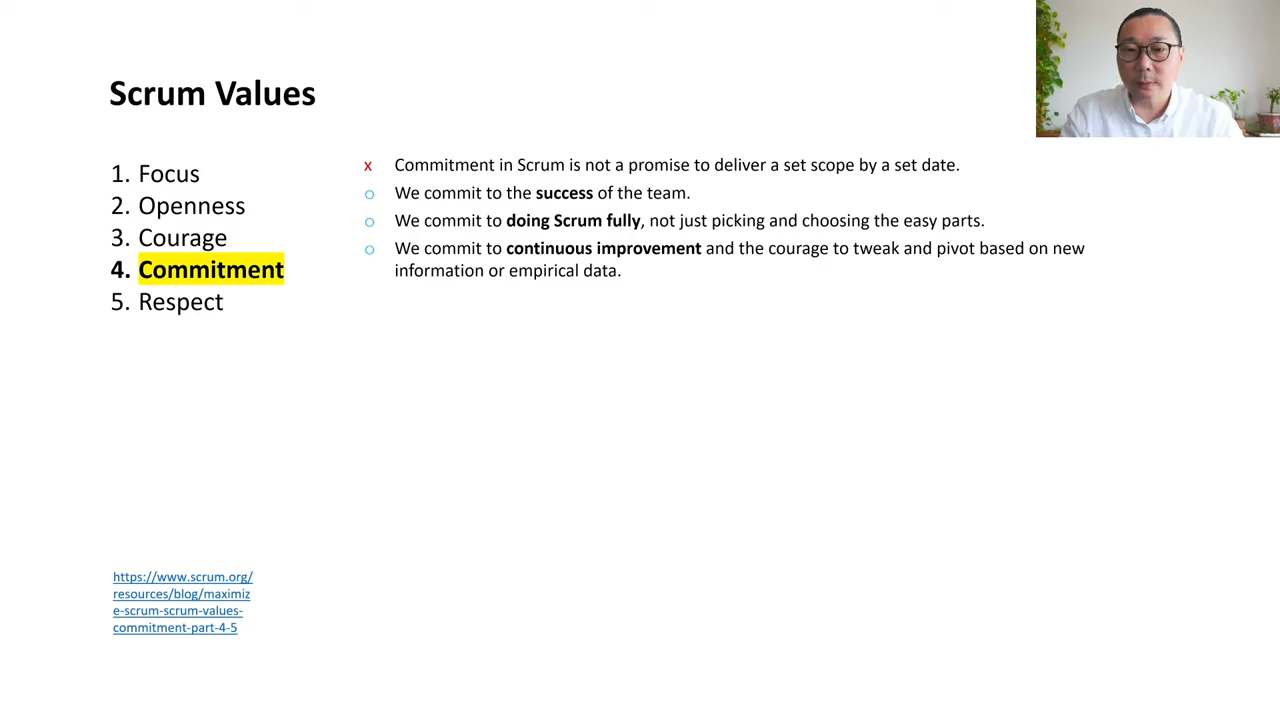 Scrum Values
1. Focus
2. Openness
3. Courage
4. Commitment
5. Respect
x Commitment in Scrum is not a promise to deliver a set scope by a set date.
o We commit to the success of the team.
o We commit to doing Scrum fully, not just picking and choosing the easy parts.
o We commit to continuous improvement and the courage to tweak and pivot based on new
information or empirical data.
https://www.scrum.org/
resources/blog/maximiz
e-scrum-scrum-values-
commitment-part-4-5